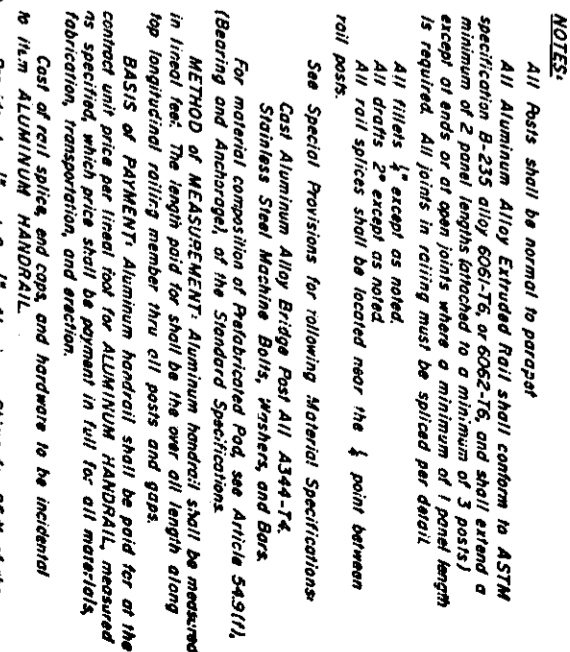 NOTES:
All Posts shall be normal to parapet
All Aluminum Alloy Extruded Rail shall conform to ASTM
specification B-235 alloy 6061-T6, or 6062-T6, and shall extend a
minimum of 2 panel lengths (attached to a minimum of 3 posts)
except at ends or at open joints where a minimum of 1 panel length
is required. All joints in railing must be spliced per detail.
All fillets ¼" except as noted.
All drafts 2° except as noted.
All rail splices shall be located near the ¼ point between
rail posts.
See Special Provisions for following Material Specifications:
Cast Aluminum Alloy Bridge Post All A344-T4.
Stainless Steel Machine Bolts, Washers, and Bars.
For material composition of Prefabricated Pad, see Article 54.9(f),
(Bearing and Anchorage), of the Standard Specifications.
METHOD of MEASUREMENT: Aluminum handrail shall be measured
in lineal feet. The length paid for shall be the over all length along
top longitudinal railing member thru all posts and gaps.
BASIS of PAYMENT: Aluminum handrail shall be paid for at the
contract unit price per lineal foot for ALUMINUM HANDRAIL, measured
as specified, which price shall be payment in full for all materials,
fabrication, transportation, and erection.
Cost of rail splice, end caps, and hardware to be incidental
to item ALUMINUM HANDRAIL.